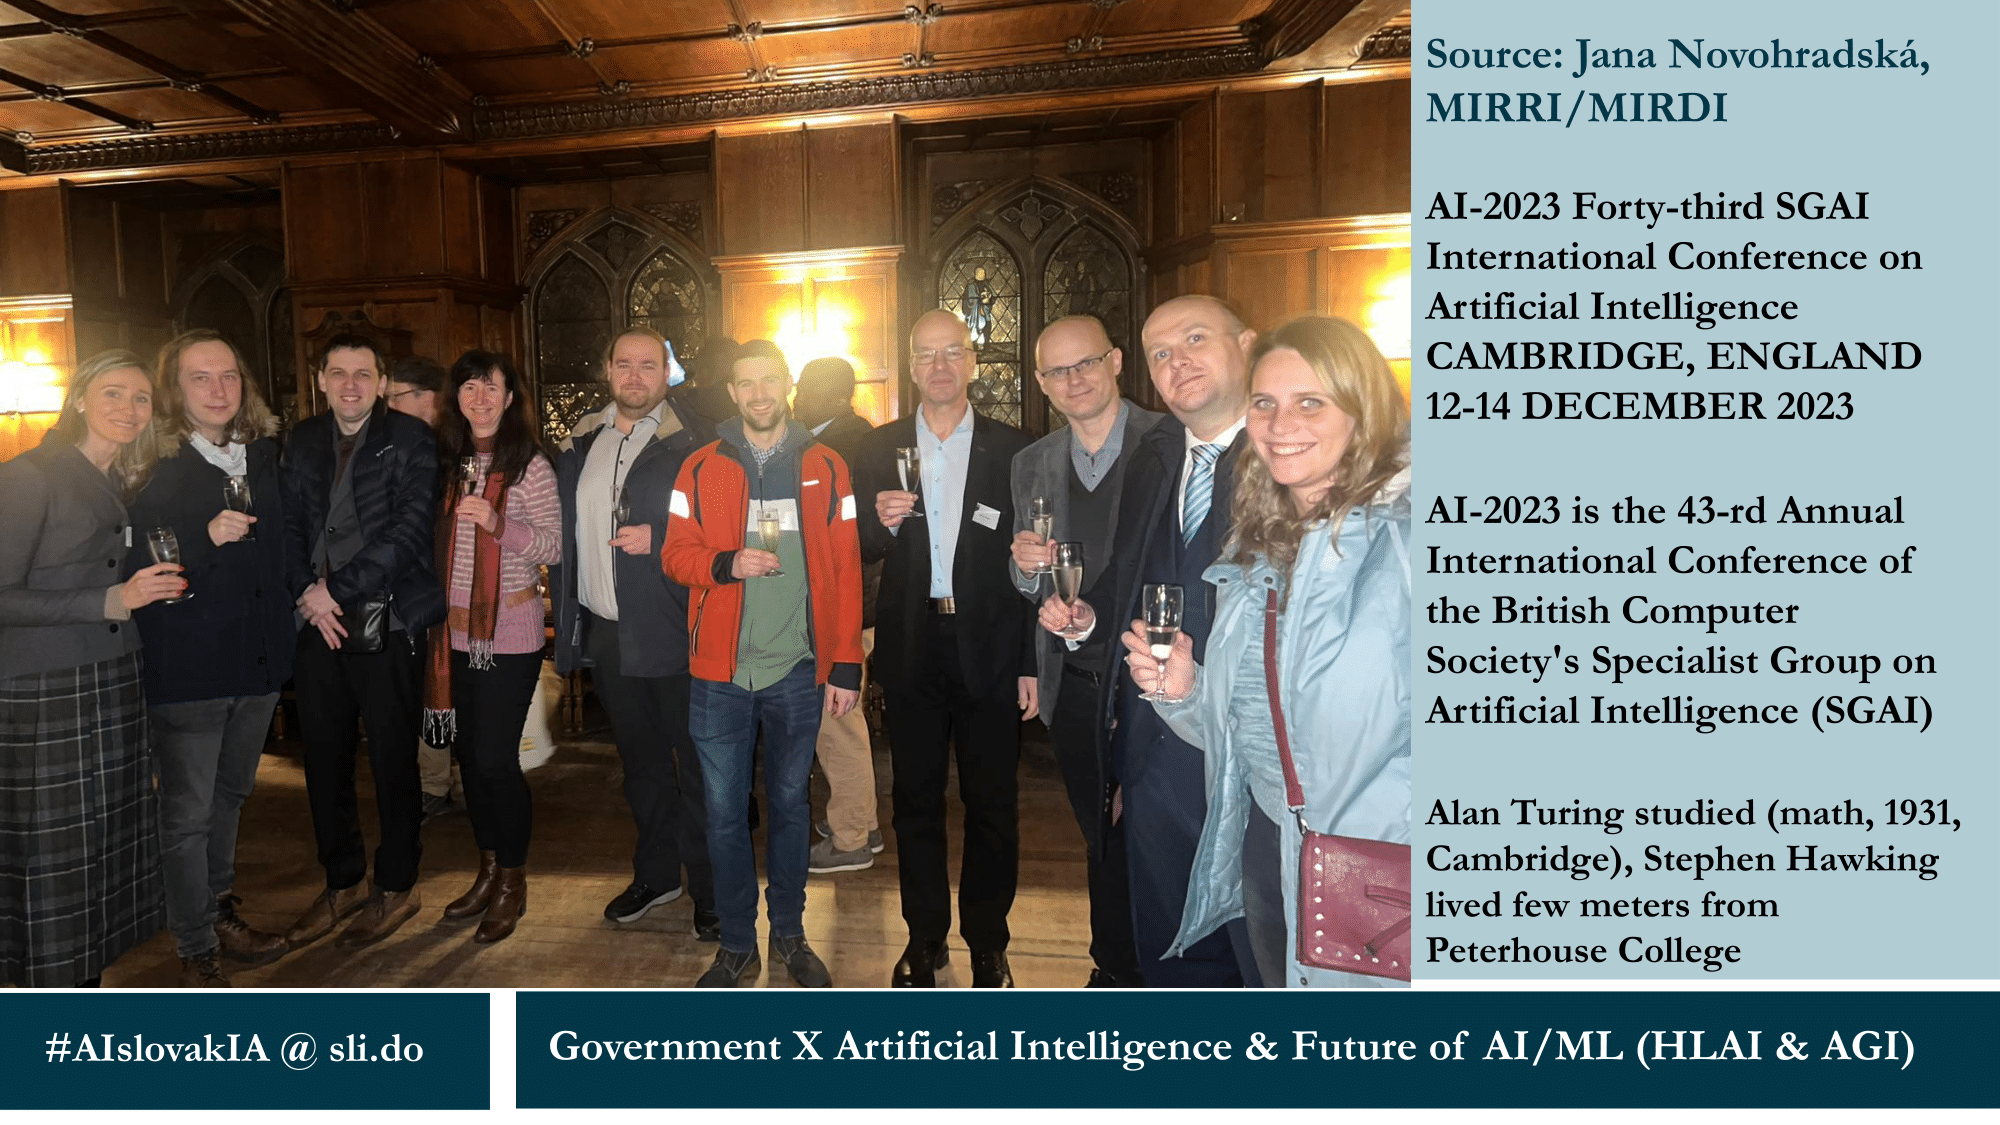 Source: Jana Novohradská,
MIRRI/MIRDI
AI-2023 Forty-third SGAI
International Conference on
Artificial Intelligence
CAMBRIDGE, ENGLAND
12-14 DECEMBER 2023
AI-2023 is the 43-rd Annual
International Conference of
the British Computer
Society's Specialist Group on
Artificial Intelligence (SGAI)
Alan Turing studied (math, 1931,
Cambridge), Stephen Hawking
lived few meters from
Peterhouse College
#AIslovakIA @ sli.do
Government X Artificial Intelligence & Future of AI/ML (HLAI & AGI)